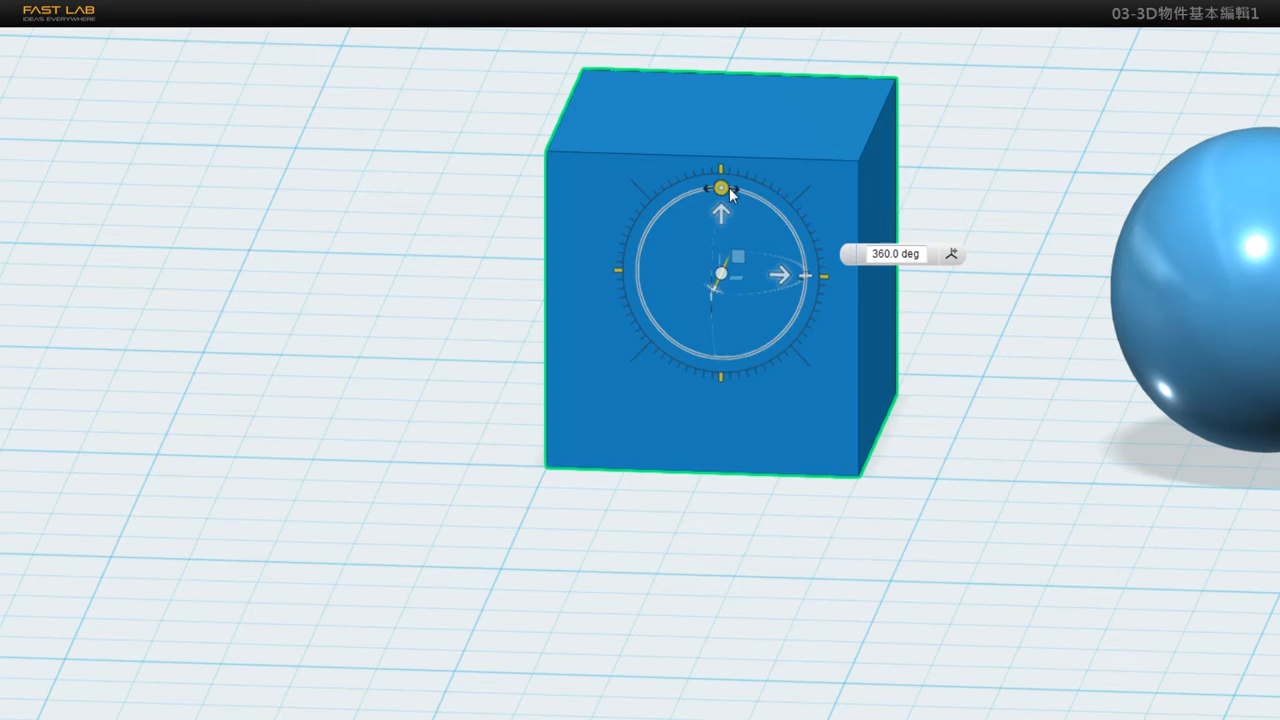 FAST LAB
IDEAS EVERYWHERE
03-3D物件基本編輯1
360.0 deg